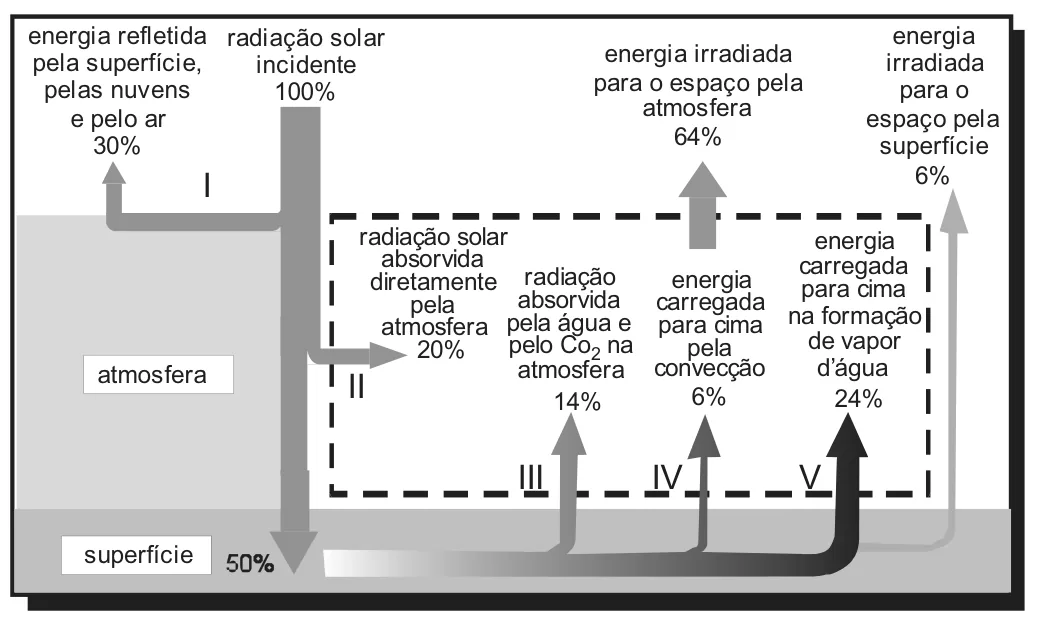 energia refletida
pela superfície,
pelas nuvens
e pelo ar
30%
radiação solar
incidente
100%
energia irradiada
para o espaço pela
atmosfera
64%
energia
irradiada
para o
espaço pela
superfície
6%
I
radiação solar
absorvida
diretamente
pela
atmosfera
20%
II
radiação
absorvida
pela água e
pelo Co2 na
atmosfera
14%
III
energia
carregada
para cima
pela
convecção
6%
IV
energia
carregada
para cima
na formação
de vapor
d'água
24%
V
atmosfera
superfície
50%